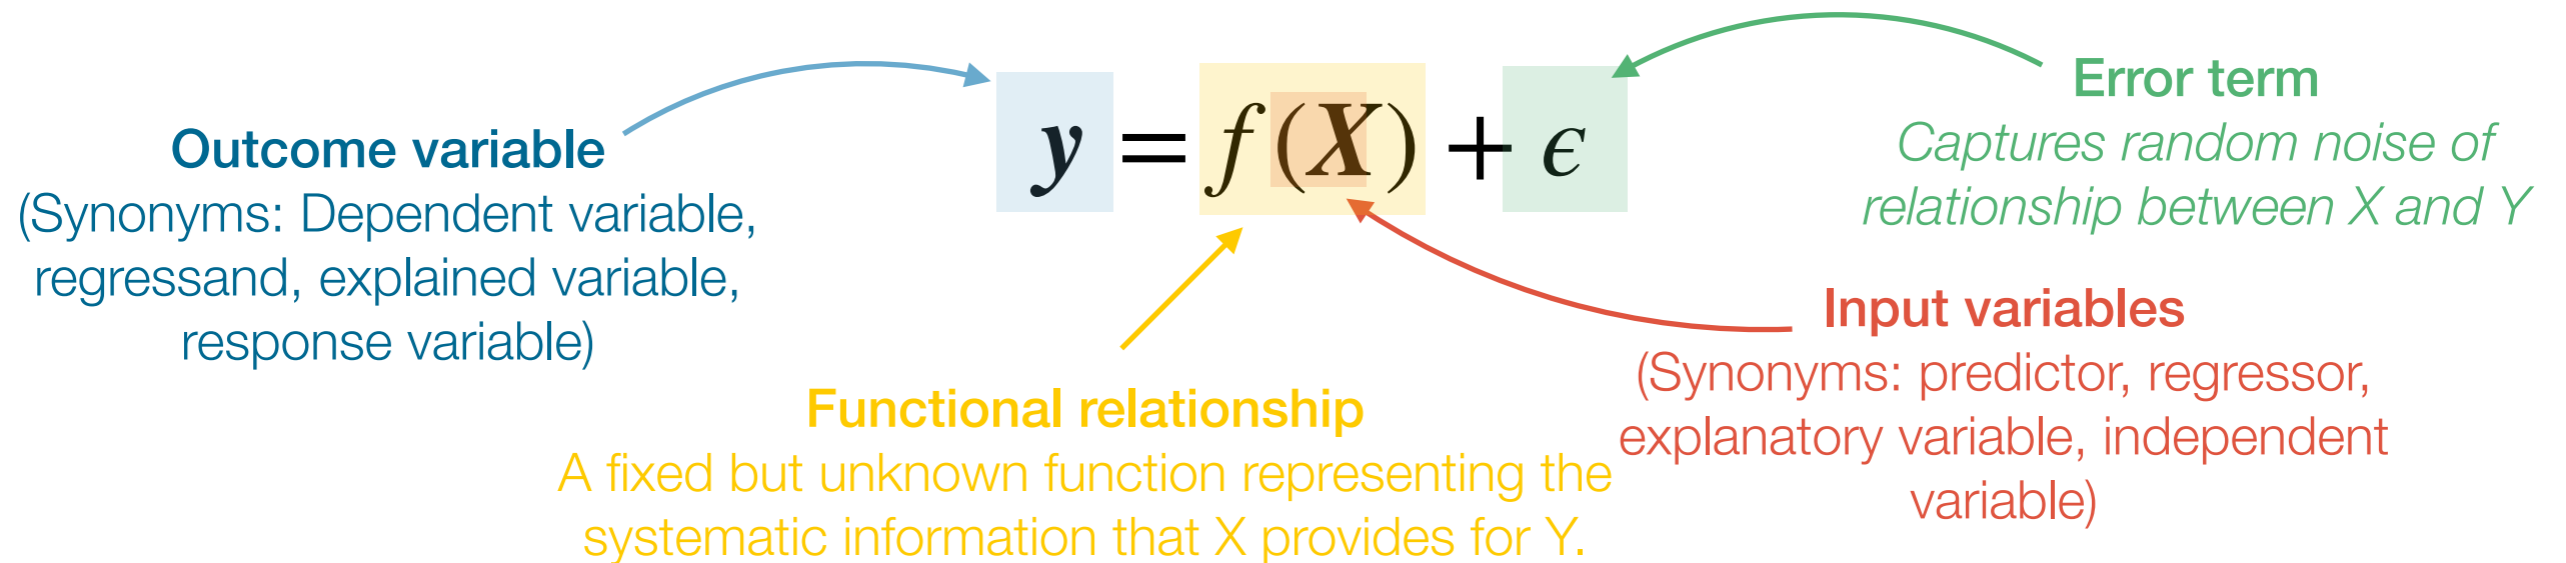 y = f(X) + ϵ
Outcome variable
(Synonyms: Dependent variable,
regressand, explained variable,
response variable)
Functional relationship
A fixed but unknown function representing the
systematic information that X provides for Y.
Error term
Captures random noise of
relationship between X and Y
Input variables
(Synonyms: predictor, regressor,
explanatory variable, independent
variable)